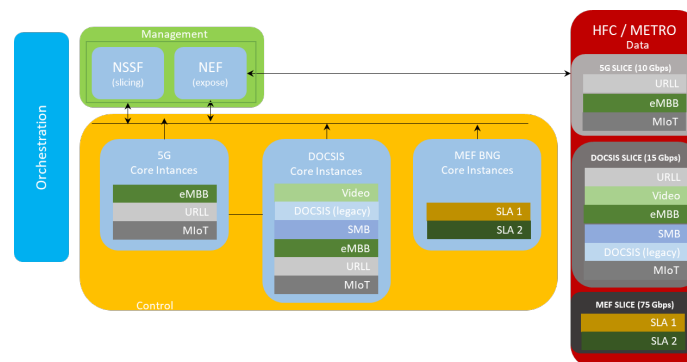 Orchestration
Management
NSSF
(slicing)
NEF
(expose)
5G
Core Intances
eMBB
URLL
MIoT
DOCSIS
Core Instances
Video
DOCSIS (legacy)
SMB
eMBB
URLL
MIoT
MEF BNG
Core Instances
SLA 1
SLA 2
Control
HFC / METRO
Data
5G SLICE (10 Gbps)
URLL
eMBB
MIoT
DOCSIS SLICE (15 Gbps)
URLL
Video
eMBB
SMB
DOCSIS (legacy)
MIoT
MEF SLICE (75 Gbps)
SLA 1
SLA 2